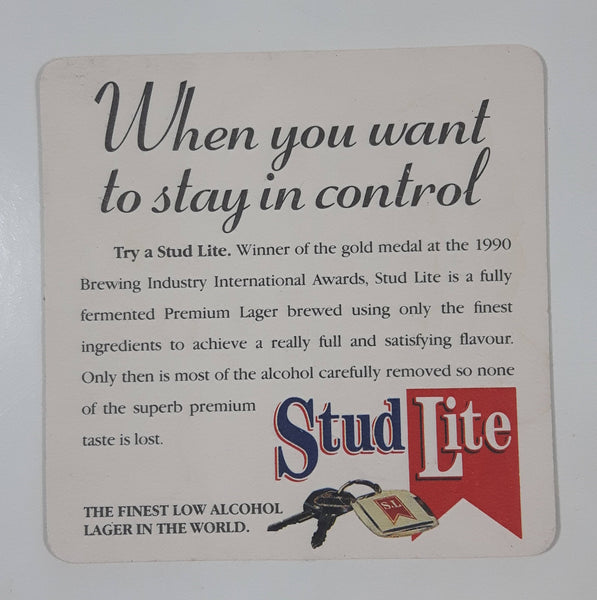 When you want
to stay in control
Try a Stud Lite. Winner of the gold medal at the 1990
Brewing Industry International Awards, Stud Lite is a fully
fermented Premium Lager brewed using only the finest
ingredients to achieve a really full and satisfying flavour.
Only then is most of the alcohol carefully removed so none
of the superb premium
taste is lost.
Stud Lite
S.L
THE FINEST LOW ALCOHOL
LAGER IN THE WORLD.